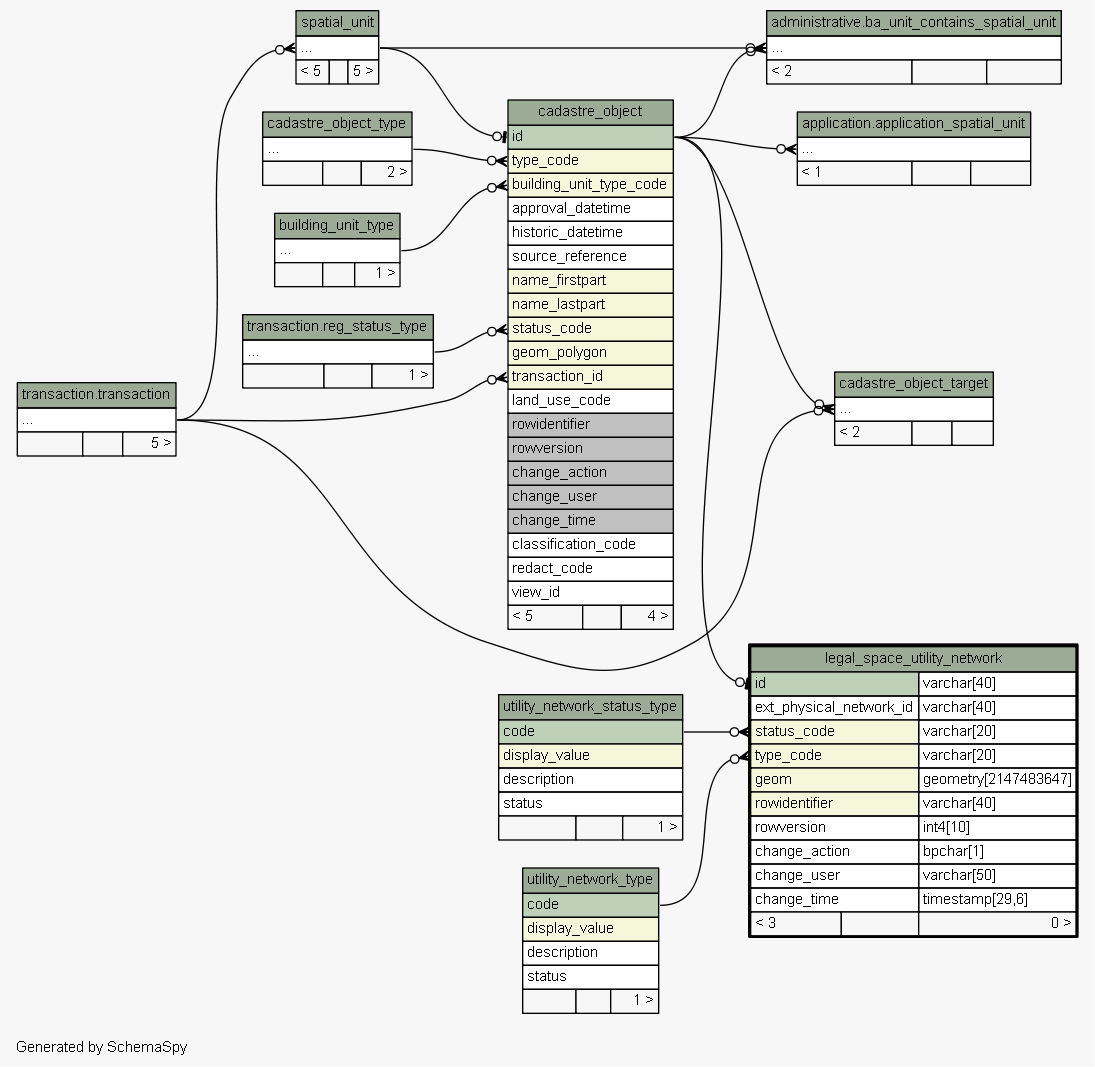 spatial_unit
...
< 5 5 >
administrative.ba_unit_contains_spatial_unit
...
< 2
cadastre_object_type
...
2 >
application.application_spatial_unit
...
< 1
building_unit_type
...
1 >
transaction.reg_status_type
...
1 >
transaction.transaction
...
5 >
cadastre_object
id
type_code
building_unit_type_code
approval_datetime
historic_datetime
source_reference
name_firstpart
name_lastpart
status_code
geom_polygon
transaction_id
land_use_code
rowidentifier
rowversion
change_action
change_user
change_time
classification_code
redact_code
view_id
< 5 4 >
cadastre_object_target
...
< 2
legal_space_utility_network
id varchar[40]
ext_physical_network_id varchar[40]
status_code varchar[20]
type_code varchar[20]
geom geometry[2147483647]
rowidentifier varchar[40]
rowversion int4[10]
change_action bpchar[1]
change_user varchar[50]
change_time timestamp[29,6]
< 3 0 >
utility_network_status_type
code
display_value
description
status
1 >
utility_network_type
code
display_value
description
status
1 >
Generated by SchemaSpy